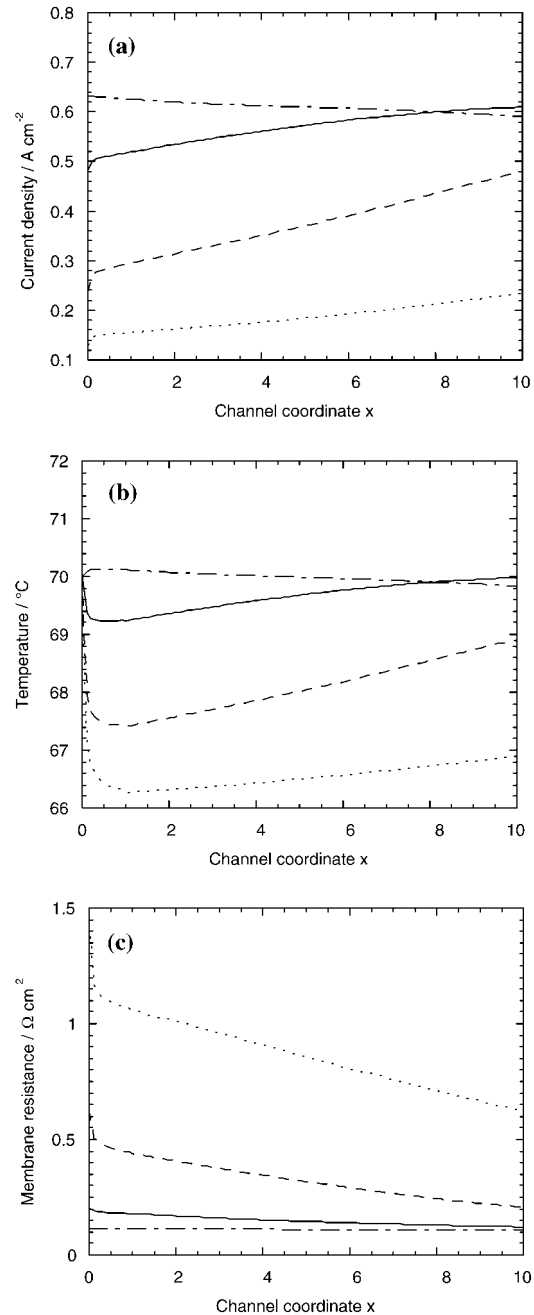 0.8
(a)
0.7
0.6
0.5
0.4
0.3
0.2
0.1
Current density / A cm-2
0 2 4 6 8 10
Channel coordinate x
72
(b)
71
70
69
68
67
66
Temperature / °C
0 2 4 6 8 10
Channel coordinate x
1.5
(c)
1
0.5
0
Membrane resistance / Ω cm2
0 2 4 6 8 10
Channel coordinate x